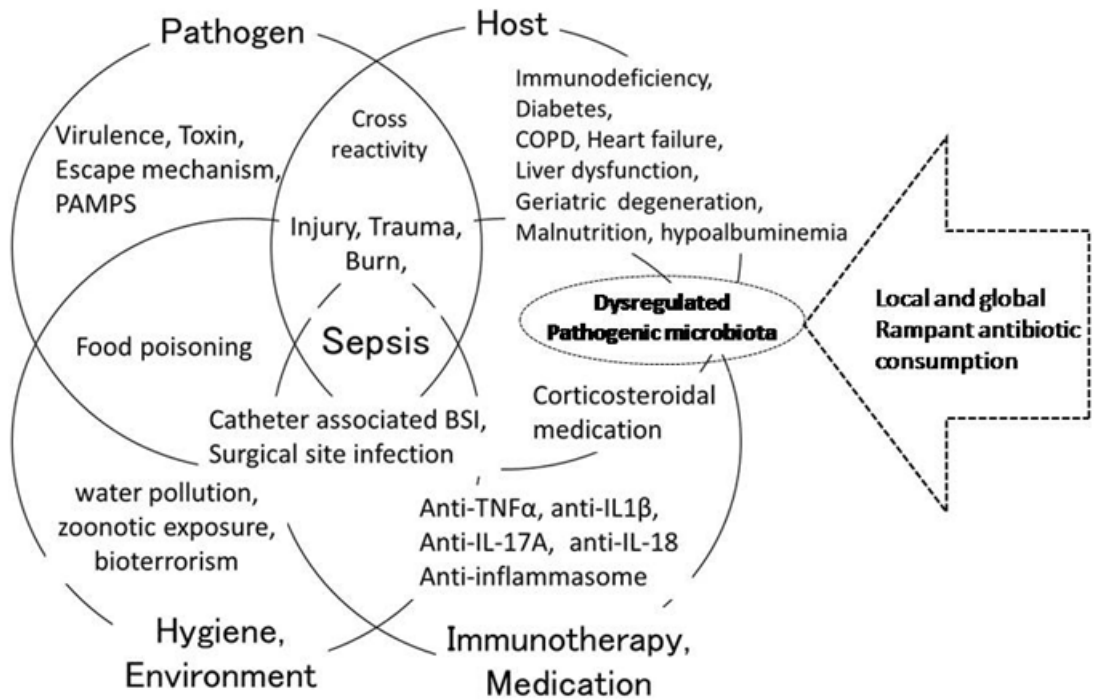 Pathogen
Host
Virulence, Toxin,
Escape mechanism,
PAMPS
Cross
reactivity
Immunodeficiency,
Diabetes,
COPD, Heart failure,
Liver dysfunction,
Geriatric degeneration,
Malnutrition, hypoalbuminemia
Injury, Trauma,
Burn,
Dysregulated
Pathogenic microbiota
Local and global
Rampant antibiotic
consumption
Food poisoning
Sepsis
Corticosteroidal
medication
Catheter associated BSI,
Surgical site infection
water pollution,
zoonotic exposure,
bioterrorism
Anti-TNFα, anti-IL1β,
Anti-IL-17A, anti-IL-18
Anti-inflammasome
Hygiene,
Environment
Immunotherapy,
Medication